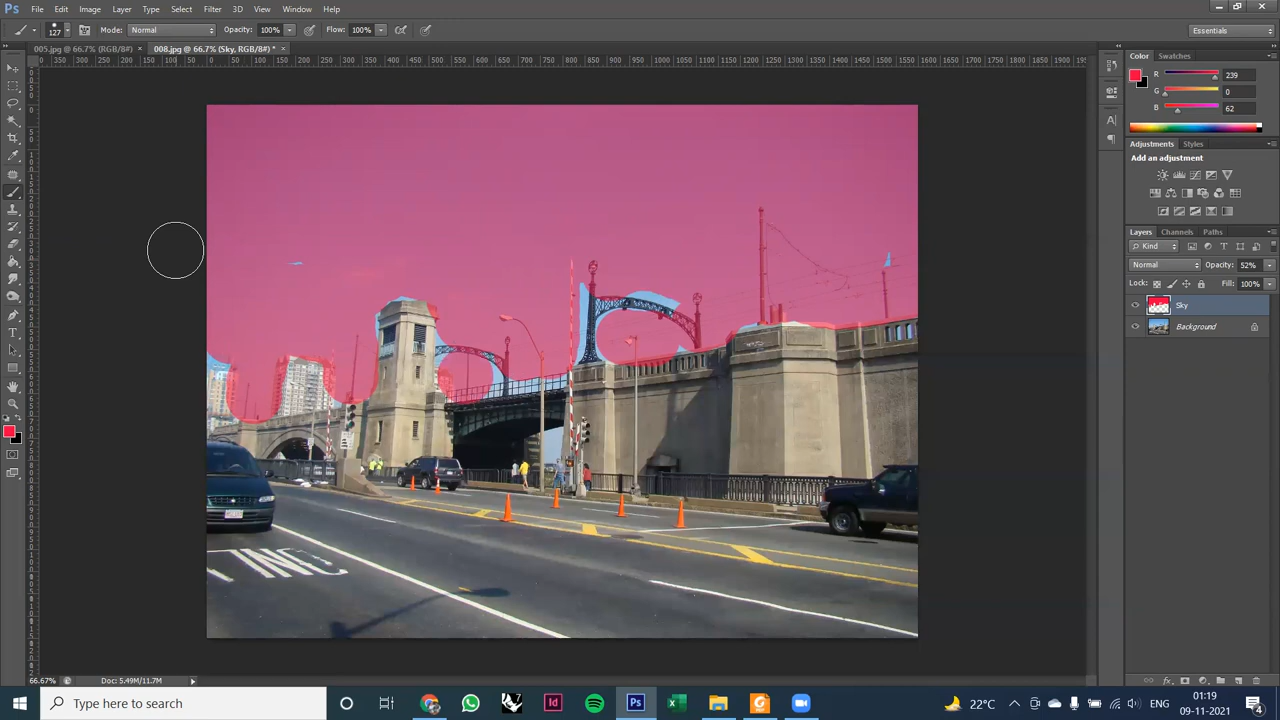 Ps File Edit Image Layer Type Select Filter 3D View Window Help
127 Mode: Normal Opacity: 100% Flow: 100% Essentials
005.jpg @ 66.7% (RGB/8#) × 008.jpg @ 66.7% (Sky, RGB/8#) * ×
Color Swatches
R 239
G 0
B 62
Adjustments Styles
Add an adjustment
Layers Channels Paths
Kind
Normal Opacity: 52%
Lock: Fill: 100%
Sky
Background
66.67% Doc: 5.49M/11.7M
Type here to search
22°C ENG 01:19
09-11-2021